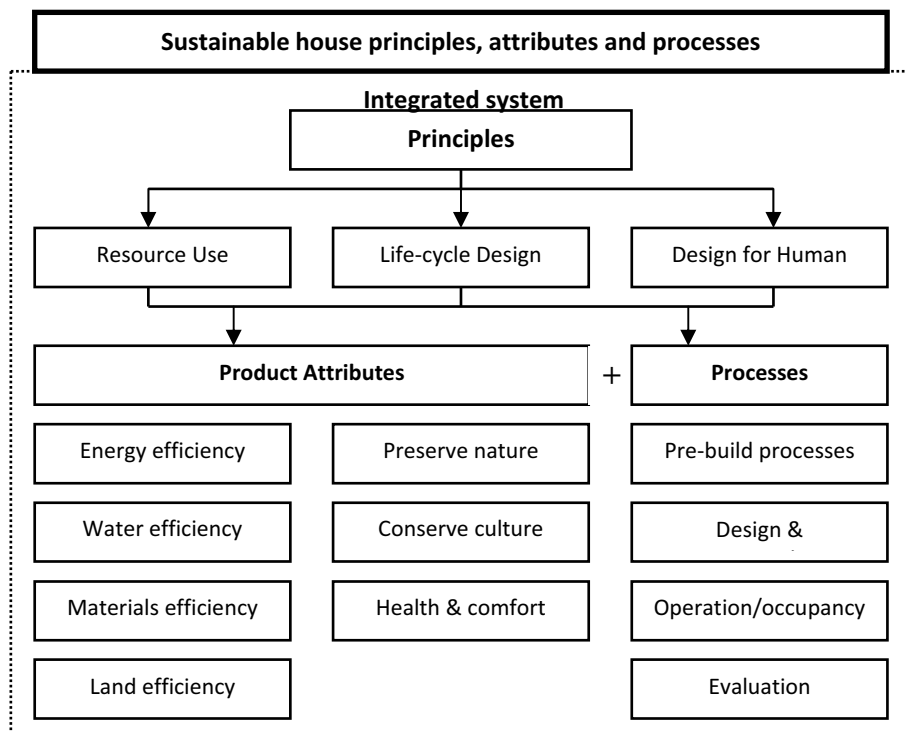 Sustainable house principles, attributes and processes
Integrated system
Principles
Resource Use
Life-cycle Design
Design for Human
Product Attributes
+
Processes
Energy efficiency
Preserve nature
Pre-build processes
Water efficiency
Conserve culture
Design &
Materials efficiency
Health & comfort
Operation/occupancy
Land efficiency
Evaluation